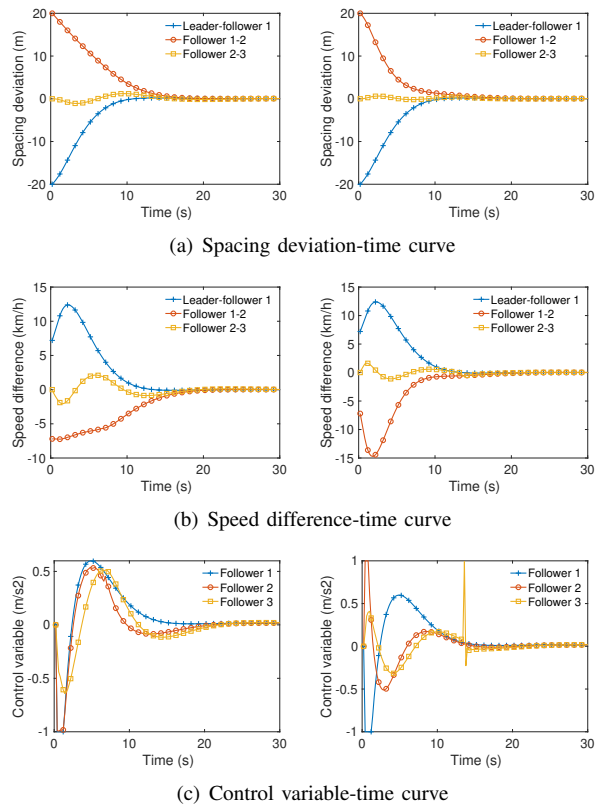 20
10
0
-10
-20
Spacing deviation (m)
Leader-follower 1
Follower 1-2
Follower 2-3
0 10 20 30
Time (s)
20
10
0
-10
-20
Spacing deviation (m)
Leader-follower 1
Follower 1-2
Follower 2-3
0 10 20 30
Time (s)
(a) Spacing deviation-time curve
15
10
5
0
-5
-10
Speed difference (km/h)
Leader-follower 1
Follower 1-2
Follower 2-3
0 10 20 30
Time (s)
15
10
5
0
-5
-10
-15
Speed difference (km/h)
Leader-follower 1
Follower 1-2
Follower 2-3
0 10 20 30
Time (s)
(b) Speed difference-time curve
0.5
0
-0.5
-1
Control variable (m/s2)
Follower 1
Follower 2
Follower 3
0 10 20 30
Time (s)
1
0.5
0
-0.5
-1
Control variable (m/s2)
Follower 1
Follower 2
Follower 3
0 10 20 30
Time (s)
(c) Control variable-time curve